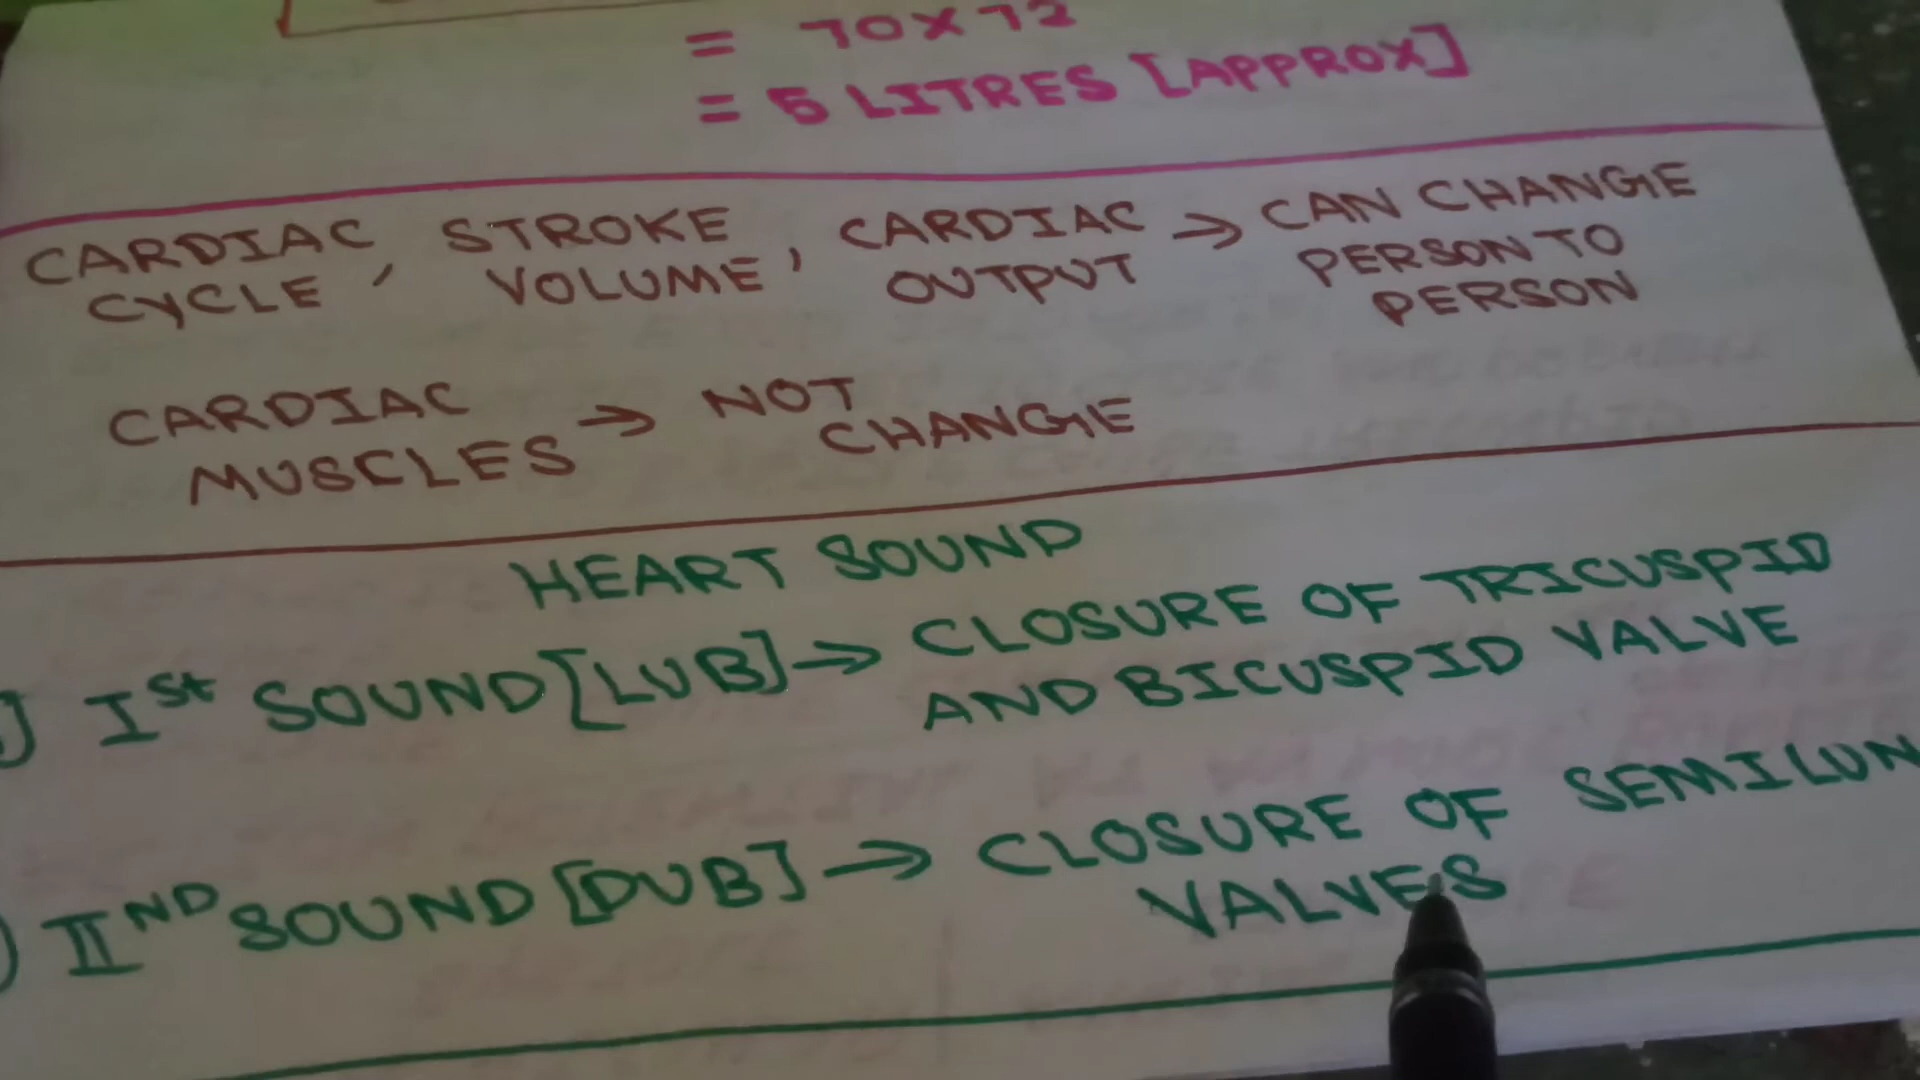 = 70 X 72
= 5 LITRES [APPROX]
CARDIAC CYCLE, STROKE VOLUME, CARDIAC OUTPUT → CAN CHANGE PERSON TO PERSON
CARDIAC MUSCLES → NOT CHANGE
HEART SOUND
I ST SOUND [LUB] → CLOSURE OF TRICUSPID
AND BICUSPID VALVE
II ND SOUND [DUB] → CLOSURE OF SEMILUN
VALVES